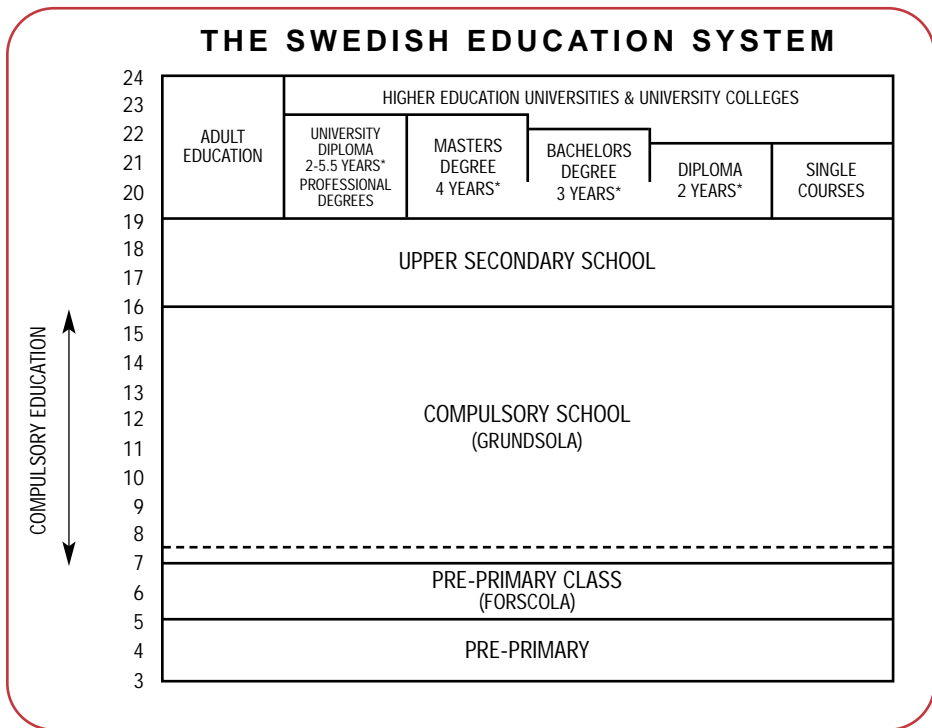 THE SWEDISH EDUCATION SYSTEM
24
23
22
21
20
19
18
17
16
15
14
13
12
11
10
9
8
7
6
5
4
3
COMPULSORY EDUCATION
HIGHER EDUCATION UNIVERSITIES & UNIVERSITY COLLEGES
ADULT
EDUCATION
UNIVERSITY
DIPLOMA
2-5.5 YEARS*
PROFESSIONAL
DEGREES
MASTERS
DEGREE
4 YEARS*
BACHELORS
DEGREE
3 YEARS*
DIPLOMA
2 YEARS*
SINGLE
COURSES
UPPER SECONDARY SCHOOL
COMPULSORY SCHOOL
(GRUNDSOLA)
PRE-PRIMARY CLASS
(FORSCOLA)
PRE-PRIMARY